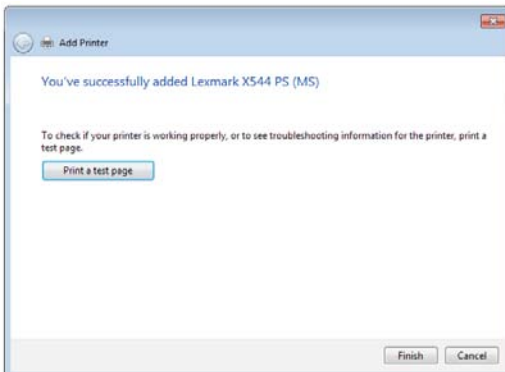 Add Printer
You've successfully added Lexmark X544 PS (MS)
To check if your printer is working properly, or to see troubleshooting information for the printer, print a
test page.
Print a test page
Finish Cancel